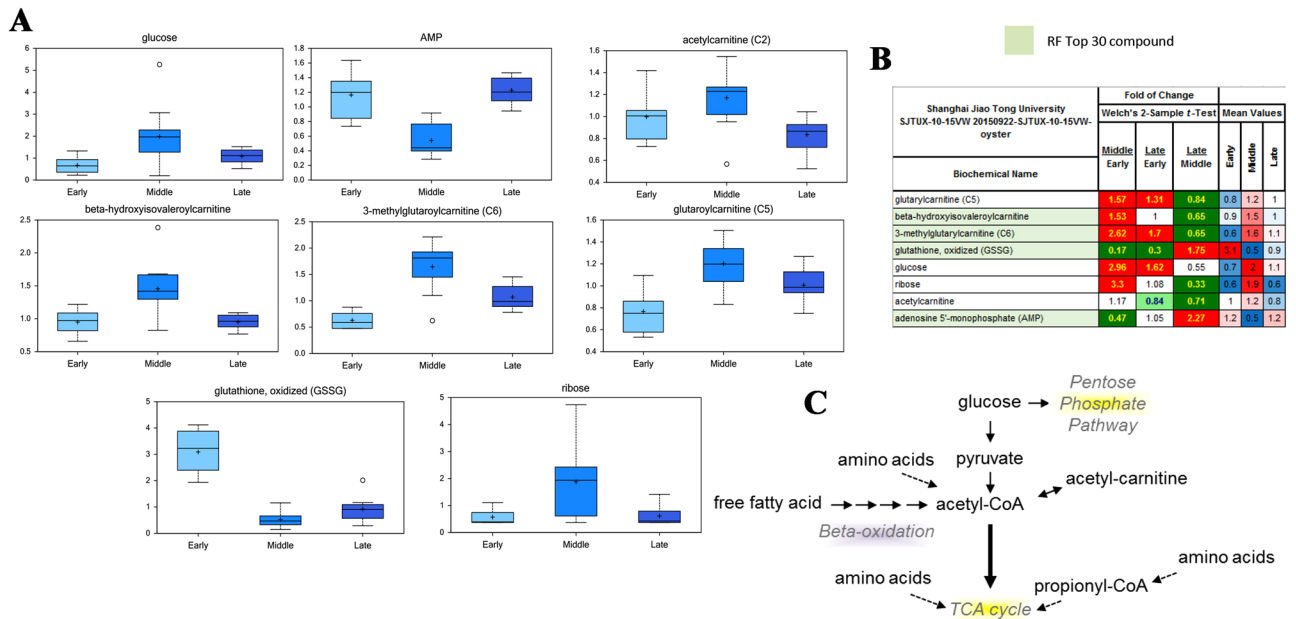 A
glucose
6
5
4
3
2
1
0
Early
Middle
Late
AMP
1.8
1.5
1.2
0.9
0.6
0.3
0.0
Early
Middle
Late
acetylcarnitine (C2)
1.6
1.4
1.2
1.0
0.8
0.6
0.4
Early
Middle
Late
beta-hydroxyisovaleroylcarnitine
2.5
2.0
1.5
1.0
0.5
Early
Middle
Late
3-methylglutaroylcarnitine (C6)
2.5
2.0
1.5
1.0
0.5
0.0
Early
Middle
Late
glutaroylcarnitine (C5)
1.6
1.4
1.2
1.0
0.8
0.6
0.4
Early
Middle
Late
glutathione, oxidized (GSSG)
5
4
3
2
1
0
Early
Middle
Late
ribose
5
4
3
2
1
0
Early
Middle
Late
RF Top 30 compound
B
Shanghai Jiao Tong University
SJTUX-10-15VW 20150922-SJTUX-10-15VW-
oyster
Fold of Change
Welch's 2-Sample t-Test
Mean Values
Middle
Early
Late
Early
Late
Middle
Early
Middle
Late
Biochemical Name
glutarylcarnitine (C5) 1.57 1.31 0.84 0.8 1.2 1
beta-hydroxyisovaleroylcarnitine 1.53 1 0.65 0.9 1.5 1
3-methylglutarylcarnitine (C6) 2.62 1.7 0.65 0.6 1.6 1.1
glutathione, oxidized (GSSG) 0.17 0.3 1.75 3.1 0.5 0.9
glucose 2.96 1.62 0.55 0.7 2 1.1
ribose 3.3 1.08 0.33 0.6 1.9 0.6
acetylcarnitine 1.17 0.84 0.71 1 1.2 0.8
adenosine 5'-monophosphate (AMP) 0.47 1.05 2.27 1.2 0.5 1.2
C
glucose
Pentose
Phosphate
Pathway
pyruvate
amino acids
acetyl-carnitine
free fatty acid
acetyl-CoA
Beta-oxidation
amino acids
amino acids
propionyl-CoA
TCA cycle